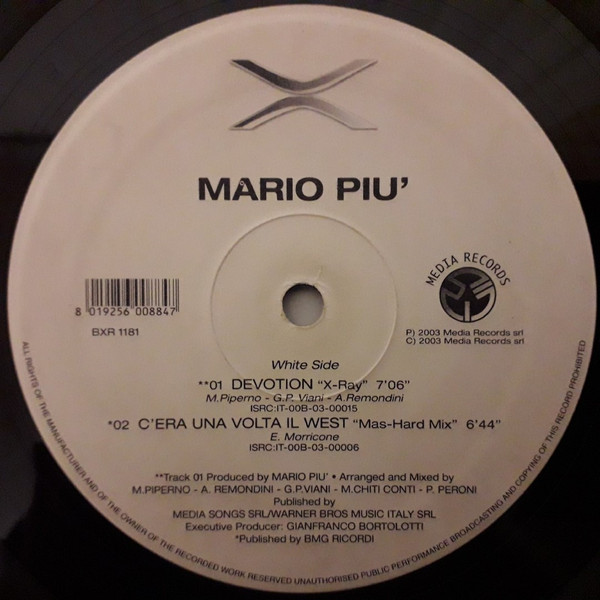 MARIO PIU'
MEDIA RECORDS
8 019256 008847
BXR 1181
P) 2003 Media Records srl
C) 2003 Media Records srl
White Side
**01 DEVOTION "X-Ray" 7'06"
M.Piperno - G.P. Viani - A.Remondini
ISRC:IT-00B-03-00015
*02 C'ERA UNA VOLTA IL WEST "Mas-Hard Mix" 6'44"
E. Morricone
ISRC:IT-00B-03-00006
**Track 01 Produced by MARIO PIU' • Arranged and Mixed by
M.PIPERNO - A. REMONDINI - G.P.VIANI - M.CHITI CONTI - P. PERONI
Published by
MEDIA SONGS SRL/WARNER BROS MUSIC ITALY SRL
Executive Producer: GIANFRANCO BORTOLOTTI
*Published by BMG RICORDI
ALL RIGHTS OF THE MANUFACTURER AND OF THE OWNER OF THE RECORDED WORK RESERVED UNAUTHORISED PUBLIC PERFORMANCE BROADCASTING AND COPYING OF THIS RECORD PROHIBITED